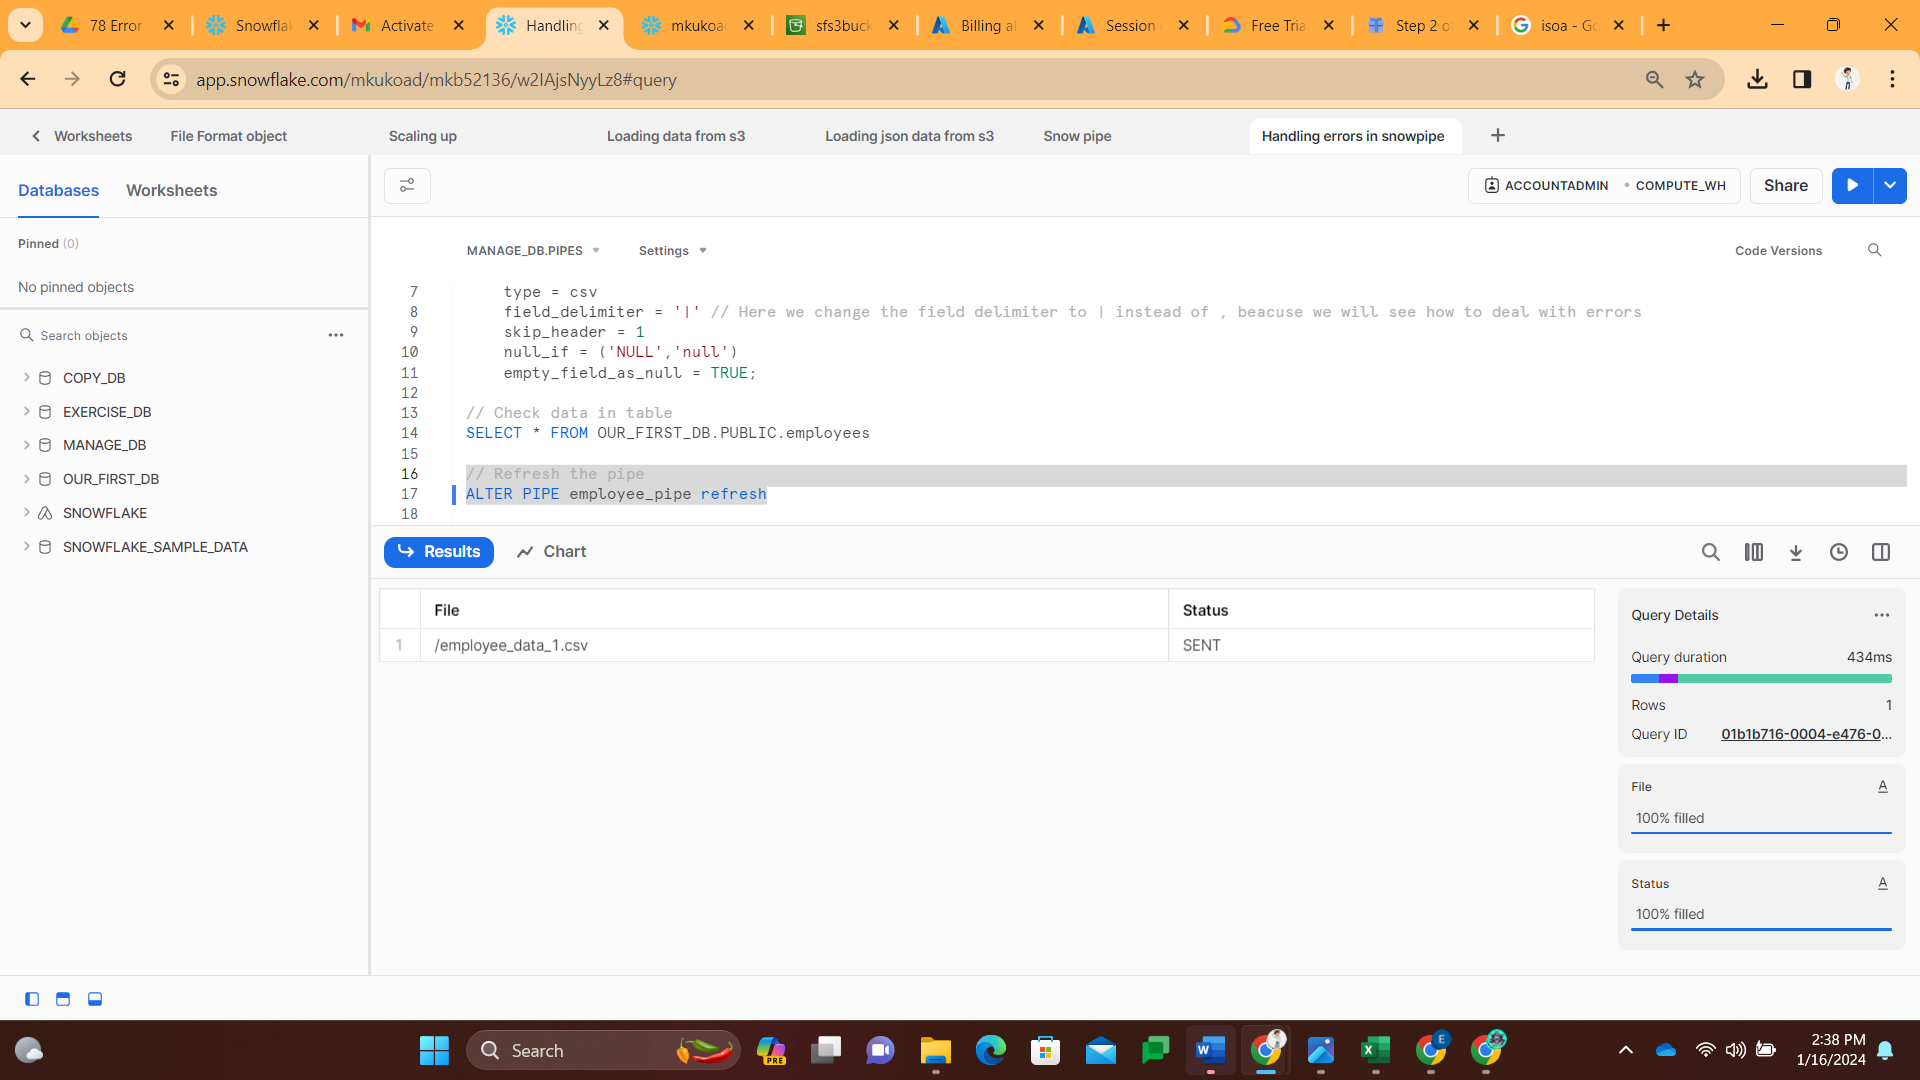 78 Error
Snowflak
Activate
Handling
mkukoad
sfs3buck
Billing al
Session
Free Tria
Step 2 o
isoa - Go
app.snowflake.com/mkukoad/mkb52136/w2IAjsNyyLz8#query
Worksheets
File Format object
Scaling up
Loading data from s3
Loading json data from s3
Snow pipe
Handling errors in snowpipe
Databases
Worksheets
ACCOUNTADMIN
COMPUTE_WH
Share
Pinned (0)
No pinned objects
Search objects
COPY_DB
EXERCISE_DB
MANAGE_DB
OUR_FIRST_DB
SNOWFLAKE
SNOWFLAKE_SAMPLE_DATA
MANAGE_DB.PIPES
Settings
Code Versions
7 type = csv
8 field_delimiter = '|' // Here we change the field delimiter to | instead of , beacuse we will see how to deal with errors
9 skip_header = 1
10 null_if = ('NULL','null')
11 empty_field_as_null = TRUE;
12
13 // Check data in table
14 SELECT * FROM OUR_FIRST_DB.PUBLIC.employees
15
16 // Refresh the pipe
17 ALTER PIPE employee_pipe refresh
18
Results
Chart
File Status
1 /employee_data_1.csv SENT
Query Details
Query duration 434ms
Rows 1
Query ID 01b1b716-0004-e476-0...
File A
100% filled
Status A
100% filled
Search
PRE
W
X
E
2:38 PM
1/16/2024